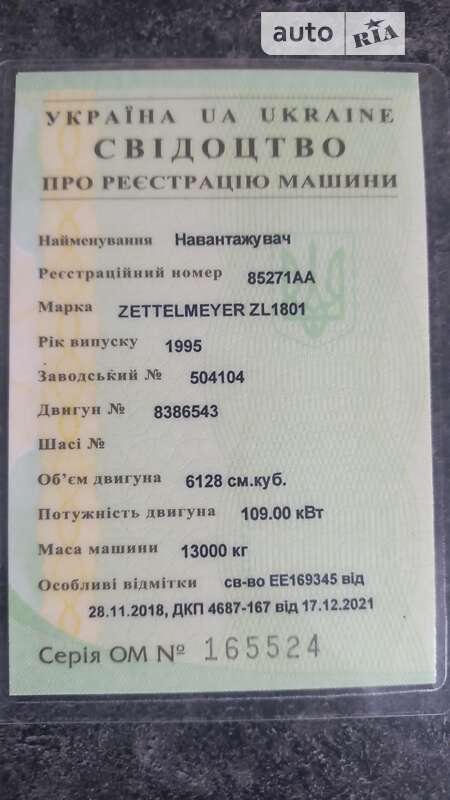 auto RIA
УКРАЇНА UA UKRAINE
СВІДОЦТВО
ПРО РЕЄСТРАЦІЮ МАШИНИ
Найменування Навантажувач
Реєстраційний номер 85271АА
Марка ZETTELMEYER ZL1801
Рік випуску 1995
Заводський № 504104
Двигун № 8386543
Шасі №
Об'єм двигуна 6128 см.куб.
Потужність двигуна 109.00 кВт
Маса машини 13000 кг
Особливі відмітки св-во ЕЕ169345 від
28.11.2018, ДКП 4687-167 від 17.12.2021
Серія ОМ № 165524